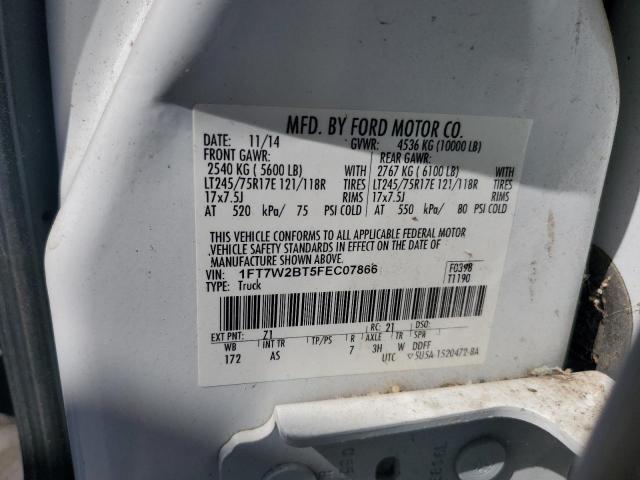 MFD. BY FORD MOTOR CO.
DATE: 11/14 GVWR: 4536 KG (10000 LB)
FRONT GAWR: REAR GAWR:
2540 KG ( 5600 LB) WITH 2767 KG ( 6100 LB) WITH
LT245/75R17E 121/118R TIRES LT245/75R17E 121/118R TIRES
17x7.5J RIMS 17x7.5J RIMS
AT 520 kPa/ 75 PSI COLD AT 550 kPa/ 80 PSI COLD
THIS VEHICLE CONFORMS TO ALL APPLICABLE FEDERAL MOTOR
VEHICLE SAFETY STANDARDS IN EFFECT ON THE DATE OF
MANUFACTURE SHOWN ABOVE.
VIN: 1FT7W2BT5FEC07866 F0398
TYPE: Truck T1190
EXT PNT: Z1 RC: 21 DSO:
WB INT TR TP/PS R AXLE TR SPR
172 AS 7 3H W DDFF
UTC 5U5A-1520472-BA